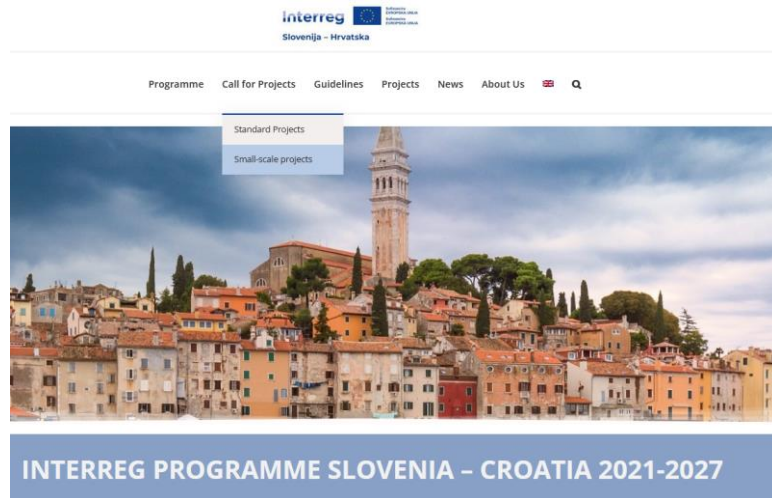 Interreg
Slovenija – Hrvatska
Programme Call for Projects Guidelines Projects News About Us
Standard Projects
Small-scale projects
INTERREG PROGRAMME SLOVENIA – CROATIA 2021-2027